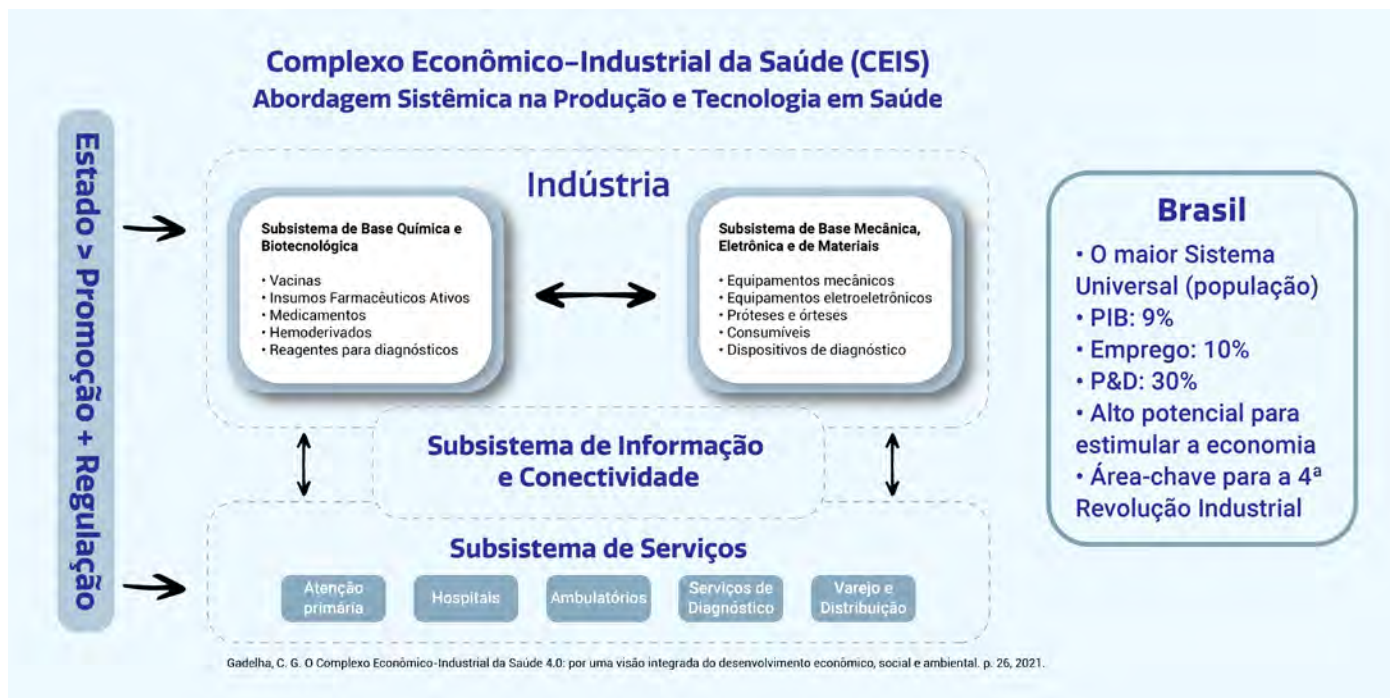 Complexo Econômico-Industrial da Saúde (CEIS)
Abordagem Sistêmica na Produção e Tecnologia em Saúde
Estado > Promoção + Regulação
Indústria
Subsistema de Base Química e
Biotecnológica
• Vacinas
• Insumos Farmacêuticos Ativos
• Medicamentos
• Hemoderivados
• Reagentes para diagnósticos
Subsistema de Base Mecânica,
Eletrônica e de Materiais
• Equipamentos mecânicos
• Equipamentos eletroeletrônicos
• Próteses e órteses
• Consumíveis
• Dispositivos de diagnóstico
Subsistema de Informação
e Conectividade
Subsistema de Serviços
Atenção
primária
Hospitais
Ambulatórios
Serviços de
Diagnóstico
Varejo e
Distribuição
Brasil
• O maior Sistema
Universal (população)
• PIB: 9%
• Emprego: 10%
• P&D: 30%
• Alto potencial para
estimular a economia
• Área-chave para a 4ª
Revolução Industrial
Gadelha, C. G. O Complexo Econômico-Industrial da Saúde 4.0: por uma visão integrada do desenvolvimento econômico, social e ambiental. p. 26, 2021.